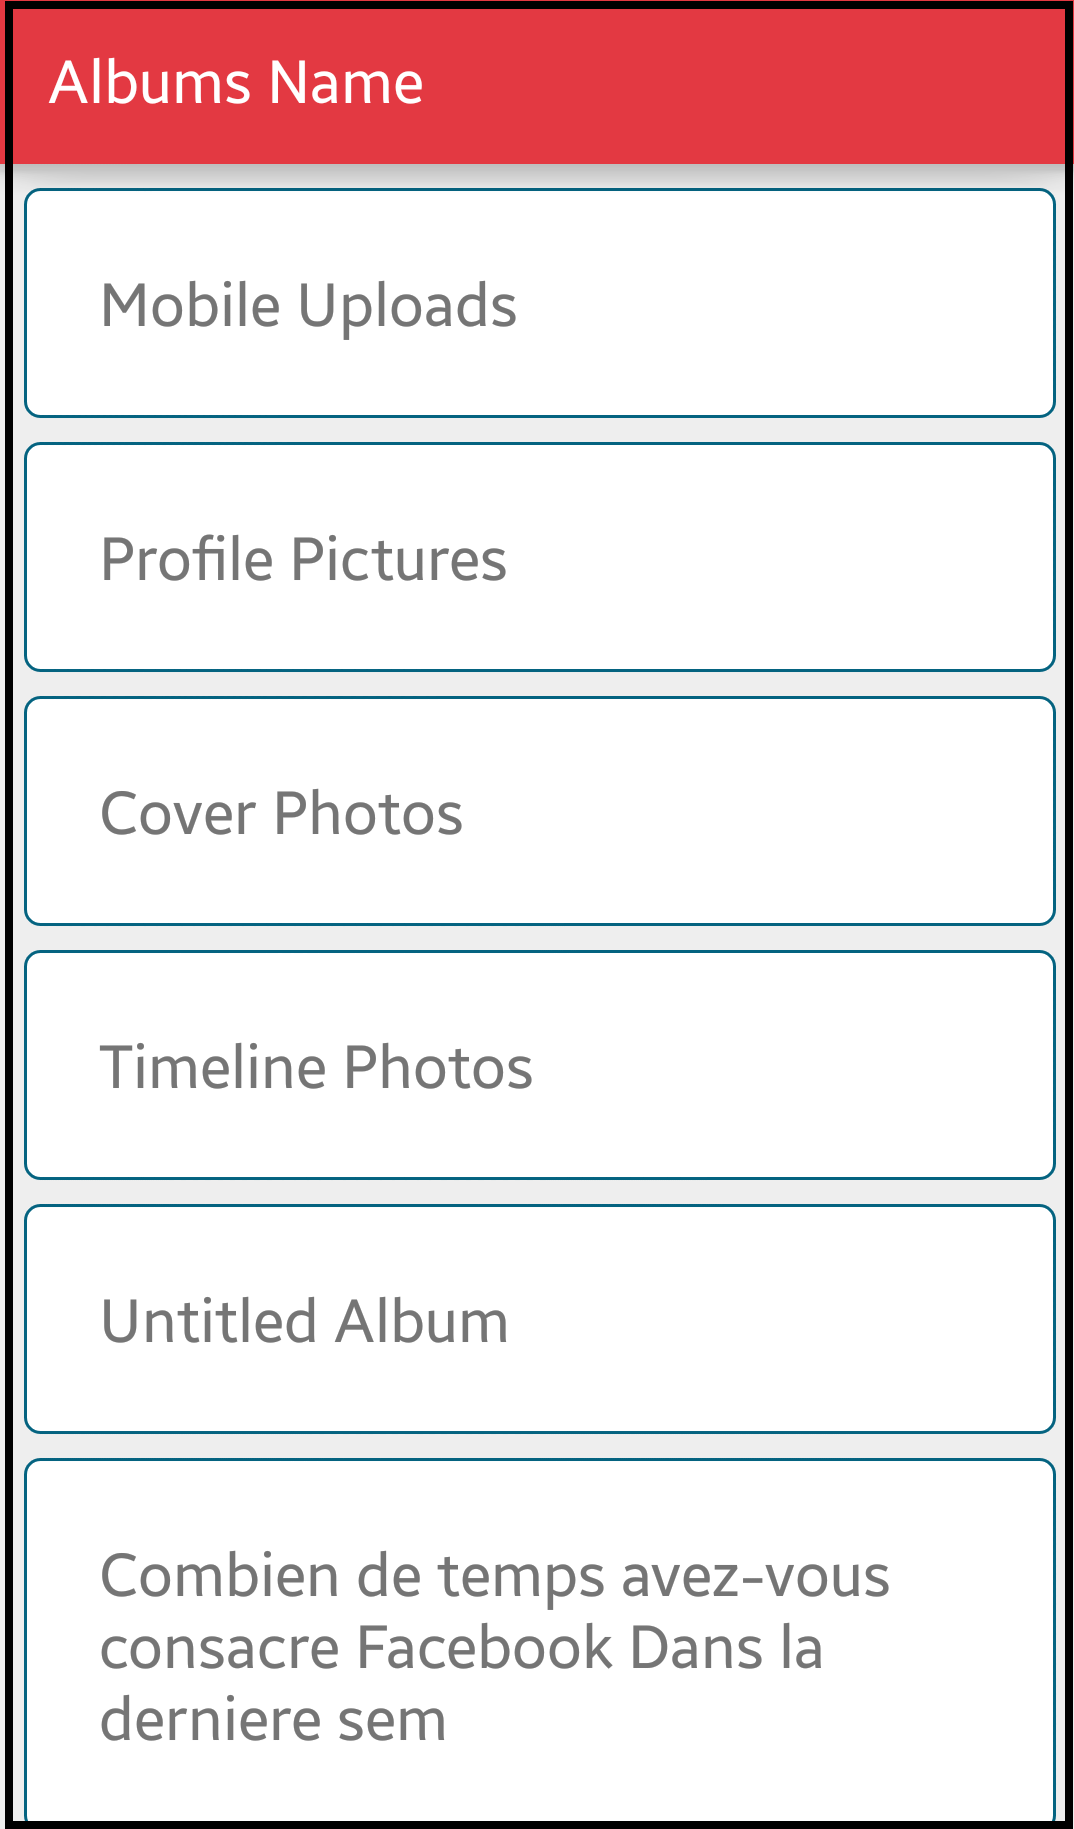 Albums Name
Mobile Uploads
Profile Pictures
Cover Photos
Timeline Photos
Untitled Album
Combien de temps avez-vous
consacre Facebook Dans la
derniere sem